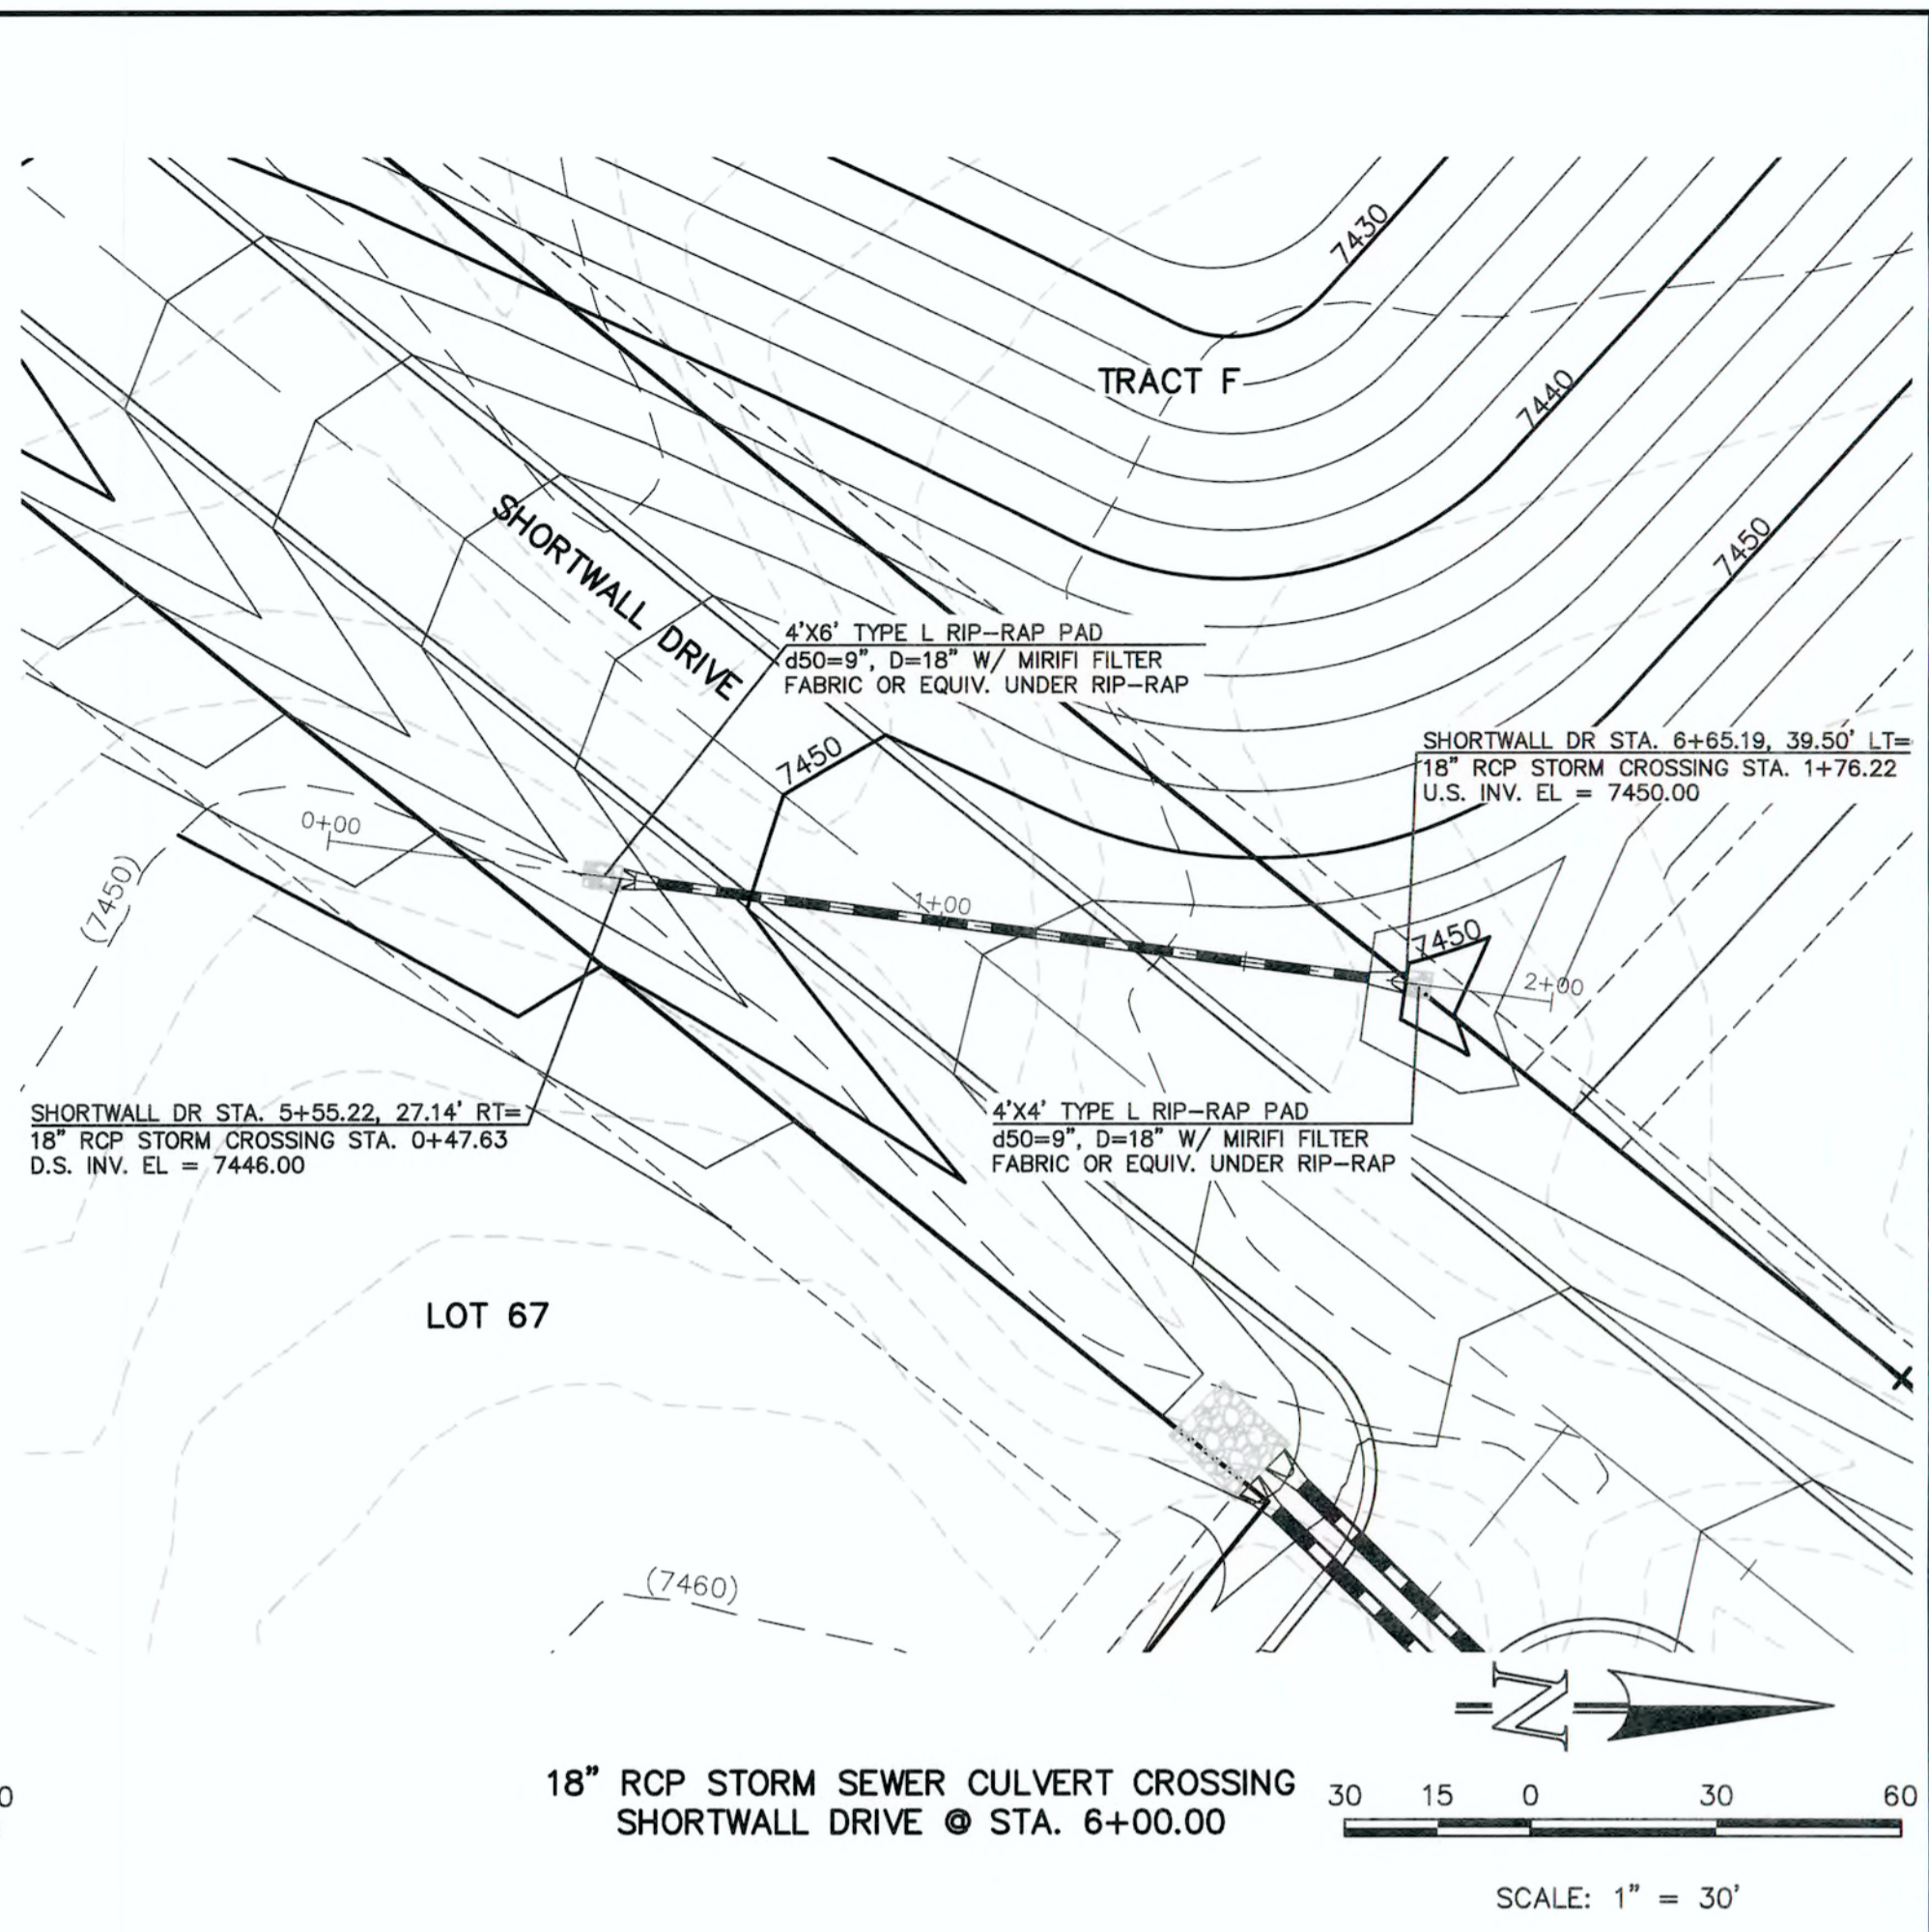 7430
TRACT F
7440
7450
SHORTWALL DRIVE
4'X6' TYPE L RIP-RAP PAD
d50=9", D=18" W/ MIRIFI FILTER
FABRIC OR EQUIV. UNDER RIP-RAP
7450
SHORTWALL DR STA. 6+65.19, 39.50' LT=
18" RCP STORM CROSSING STA. 1+76.22
U.S. INV. EL = 7450.00
0+00
(7450)
1+00
7450
2+00
SHORTWALL DR STA. 5+55.22, 27.14' RT=
18" RCP STORM CROSSING STA. 0+47.63
D.S. INV. EL = 7446.00
4'X4' TYPE L RIP-RAP PAD
d50=9", D=18" W/ MIRIFI FILTER
FABRIC OR EQUIV. UNDER RIP-RAP
LOT 67
(7460)
N
18" RCP STORM SEWER CULVERT CROSSING
SHORTWALL DRIVE @ STA. 6+00.00
30 15 0 30 60
SCALE: 1" = 30'
0